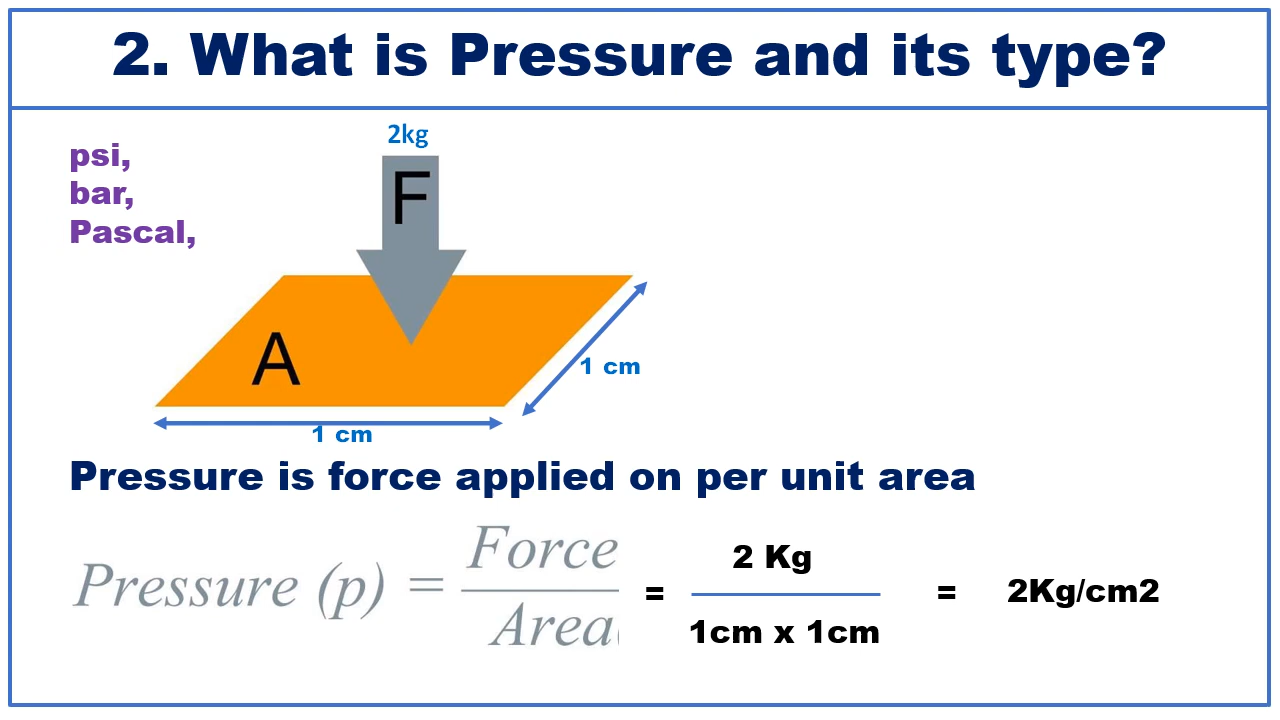 2. What is Pressure and its type?
psi,
bar,
Pascal,
2kg
F
A
1 cm
1 cm
Pressure is force applied on per unit area
Pressure (p) = Force
Area
= 2 Kg
1cm x 1cm
= 2Kg/cm2